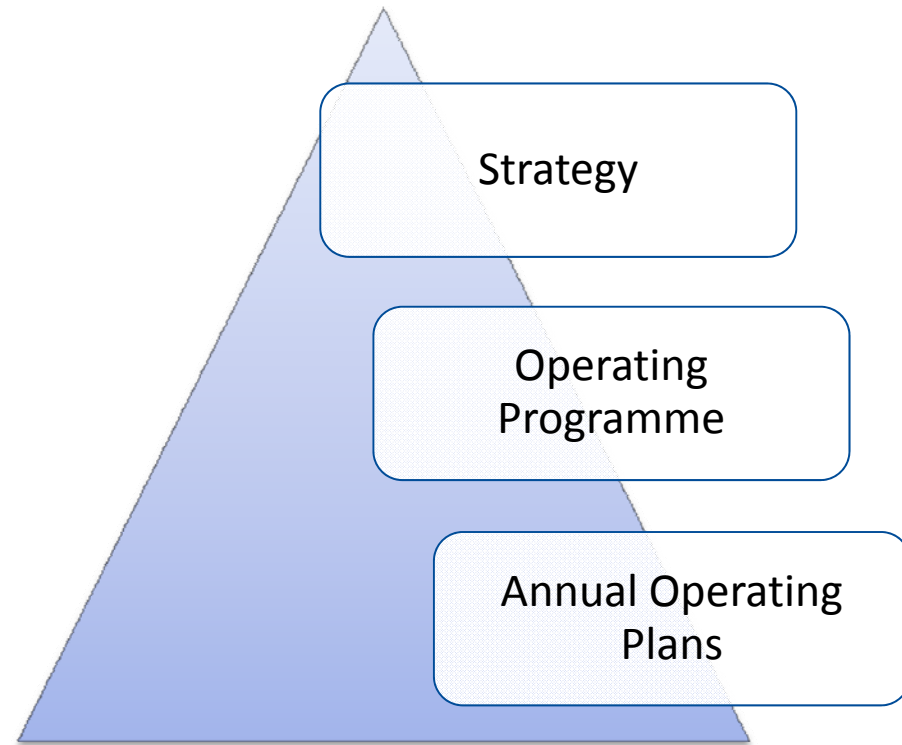 Strategy
Operating
Programme
Annual Operating
Plans